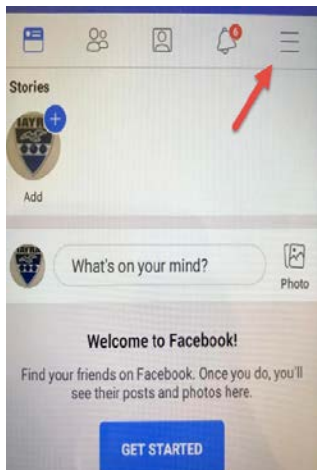 6
Stories
Add
What's on your mind?
Photo
Welcome to Facebook!
Find your friends on Facebook. Once you do, you'll
see their posts and photos here.
GET STARTED